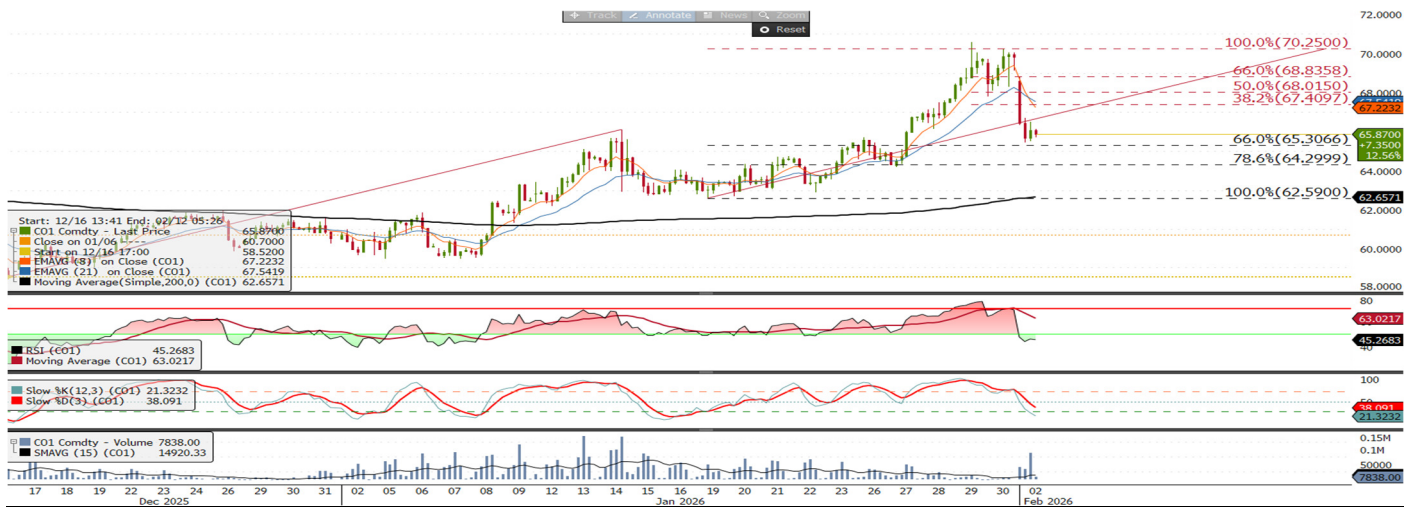 Track Annotate News Zoom
Reset
72.0000
100.0%(70.2500)
70.0000
66.0%(68.8358)
50.0%(68.0150)
68.0000
38.2%(67.4097)
67.5419
67.2232
65.8700
+7.3500
12.56%
66.0%(65.3066)
78.6%(64.2999)
64.0000
100.0%(62.5900)
62.6571
62.0000
60.0000
58.0000
Start: 12/16 13:41 End: 02/12 05:26
CO1 Comdty - Last Price 65.8700
Close on 01/06 ---- 60.7000
Start on 12/16 17:00 58.5200
EMAVG (8) on Close (CO1) 67.2232
EMAVG (21) on Close (CO1) 67.5419
Moving Average(Simple,200,0) (CO1) 62.6571
80
63.0217
45.2683
40
RSI (CO1) 45.2683
Moving Average (CO1) 63.0217
100
50
38.091
21.3232
Slow %K(12,3) (CO1) 21.3232
Slow %D(3) (CO1) 38.091
CO1 Comdty - Volume 7838.00
SMAVG (15) (CO1) 14920.33
0.15M
0.1M
50000
7838.00
17 18 19 22 23 24 26 29 30 31 02 05 06 07 08 09 12 13 14 15 16 19 20 21 22 23 26 27 28 29 30 02
Dec 2025 Jan 2026 Feb 2026